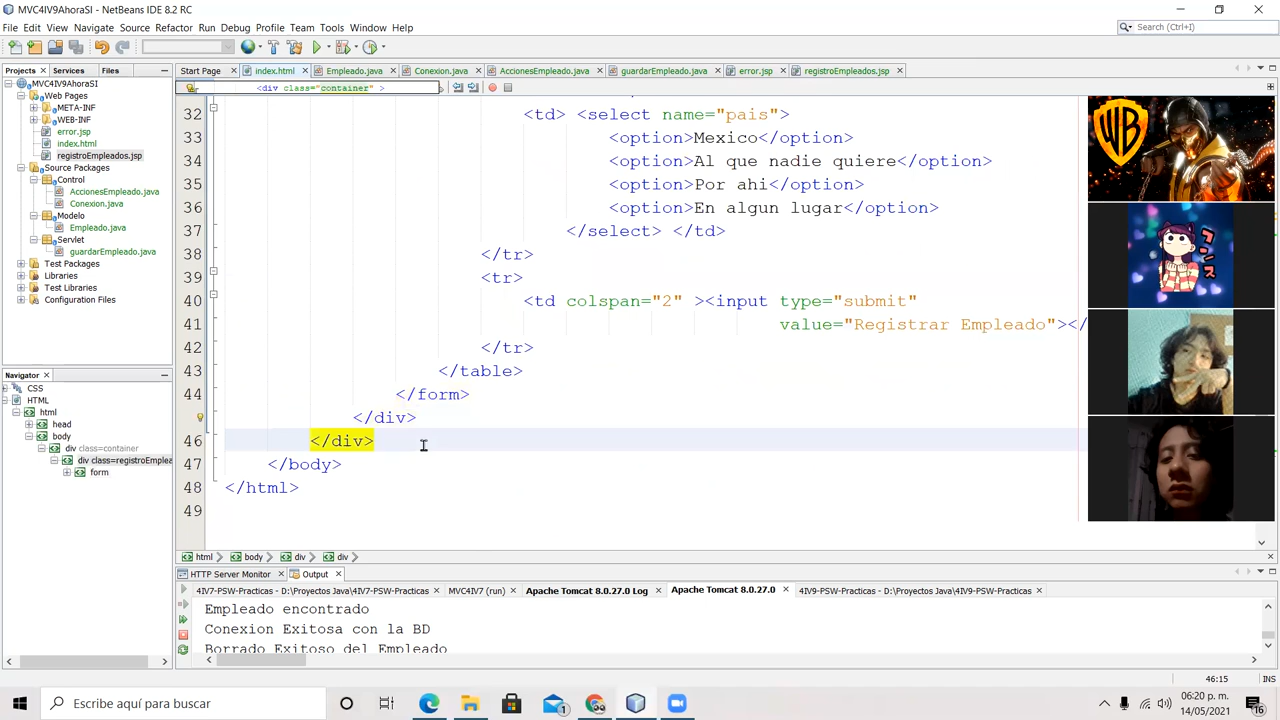 MVC4IV9AhoraSI - NetBeans IDE 8.2 RC
File Edit View Navigate Source Refactor Run Debug Profile Team Tools Window Help
Search (Ctrl+I)
Projects Services Files
Start Page index.html Empleado.java Conexion.java AccionesEmpleado.java guardarEmpleado.java error.jsp registroEmpleados.jsp
<div class="container" >
MVC4IV9AhoraSI
Web Pages
META-INF
WEB-INF
error.jsp
index.html
registroEmpleados.jsp
Source Packages
Control
AccionesEmpleado.java
Conexion.java
Modelo
Empleado.java
Servlet
guardarEmpleado.java
Test Packages
Libraries
Test Libraries
Configuration Files
32 <td> <select name="pais">
33 <option>Mexico</option>
34 <option>Al que nadie quiere</option>
35 <option>Por ahi</option>
36 <option>En algun lugar</option>
37 </select> </td>
38 </tr>
39 <tr>
40 <td colspan="2" ><input type="submit"
41 value="Registrar Empleado"></
42 </tr>
43 </table>
44 </form>
45 </div>
46 </div>
47 </body>
48 </html>
49
WB
Navigator
CSS
HTML
html
head
body
div class=container
div class=registroEmplea
form
html body div div
HTTP Server Monitor Output
4IV7-PSW-Practicas - D:\Proyectos Java\4IV7-PSW-Practicas MVC4IV7 (run) Apache Tomcat 8.0.27.0 Log Apache Tomcat 8.0.27.0 4IV9-PSW-Practicas - D:\Proyectos Java\4IV9-PSW-Practicas
Empleado encontrado
Conexion Exitosa con la BD
Borrado Exitoso del Empleado
46:15 INS
Escribe aquí para buscar
1
06:20 p. m.
14/05/2021
16